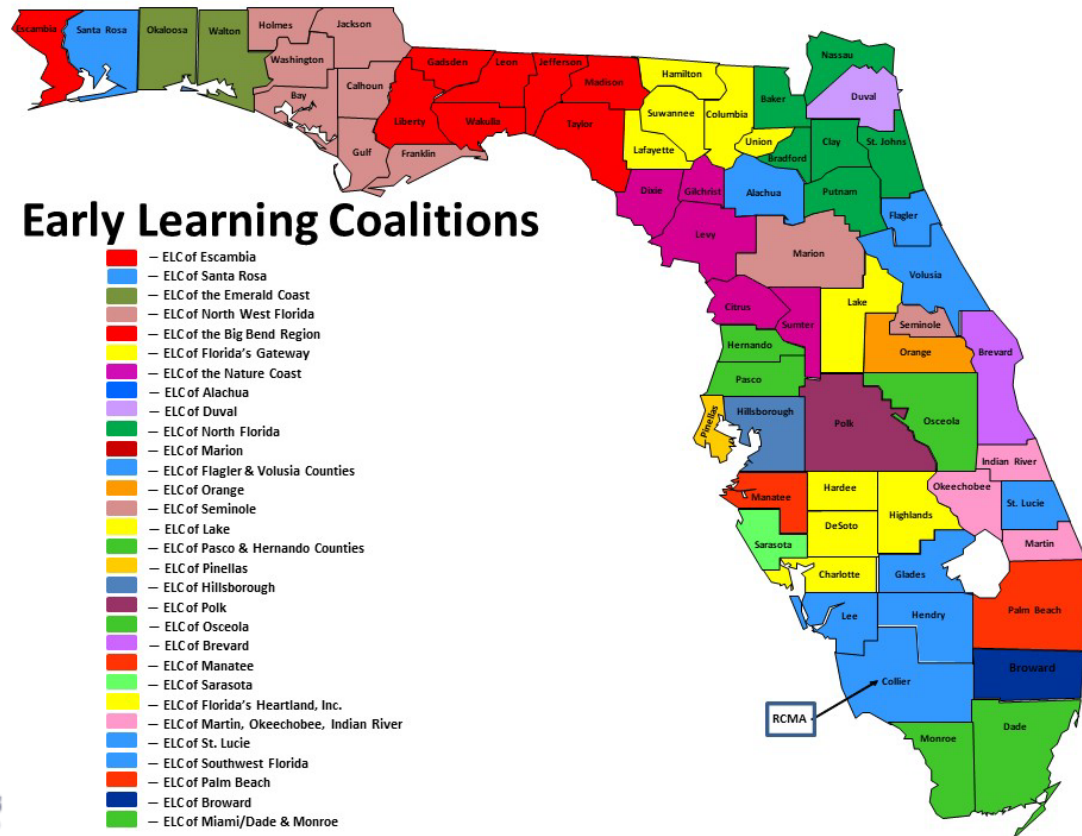 Escambia
Santa Rosa
Okaloosa
Walton
Holmes
Jackson
Washington
Bay
Calhoun
Gulf
Franklin
Gadsden
Leon
Jefferson
Madison
Liberty
Wakulla
Taylor
Hamilton
Suwannee
Columbia
Lafayette
Baker
Union
Bradford
Nassau
Duval
Clay
St. Johns
Putnam
Dixie
Gilchrist
Alachua
Levy
Flagler
Marion
Volusia
Citrus
Sumter
Lake
Seminole
Orange
Brevard
Hernando
Pasco
Pinellas
Hillsborough
Polk
Osceola
Indian River
Okeechobee
St. Lucie
Manatee
Hardee
Highlands
DeSoto
Sarasota
Martin
Charlotte
Glades
Lee
Hendry
Palm Beach
Collier
Broward
RCMA
Monroe
Dade
Early Learning Coalitions
– ELC of Escambia
– ELC of Santa Rosa
– ELC of the Emerald Coast
– ELC of North West Florida
– ELC of the Big Bend Region
– ELC of Florida's Gateway
– ELC of the Nature Coast
– ELC of Alachua
– ELC of Duval
– ELC of North Florida
– ELC of Marion
– ELC of Flagler & Volusia Counties
– ELC of Orange
– ELC of Seminole
– ELC of Lake
– ELC of Pasco & Hernando Counties
– ELC of Pinellas
– ELC of Hillsborough
– ELC of Polk
– ELC of Osceola
– ELC of Brevard
– ELC of Manatee
– ELC of Sarasota
– ELC of Florida's Heartland, Inc.
– ELC of Martin, Okeechobee, Indian River
– ELC of St. Lucie
– ELC of Southwest Florida
– ELC of Palm Beach
– ELC of Broward
– ELC of Miami/Dade & Monroe